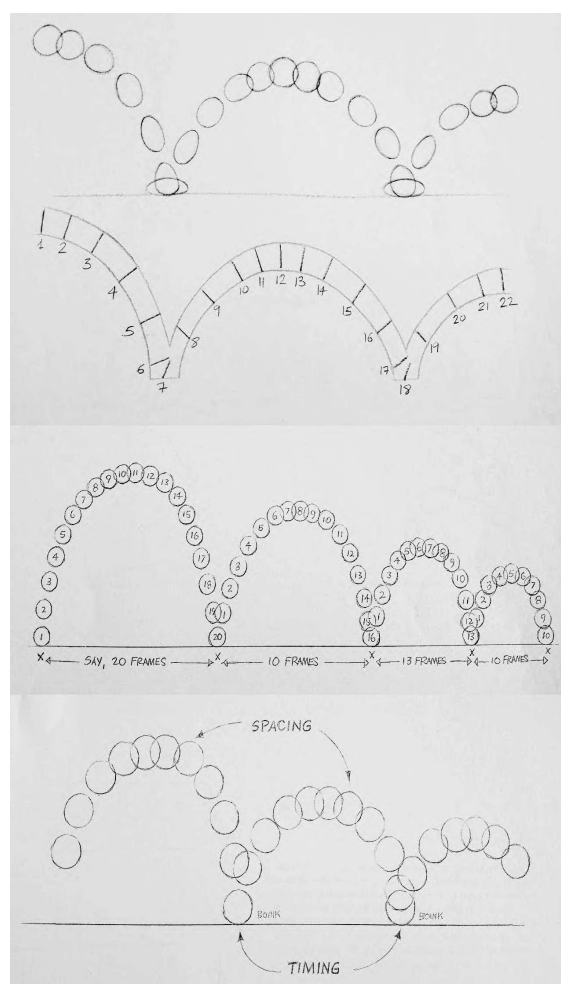 1 2 3 4 5 6 7 8 9 10 11 12 13 14 15 16 17 18 19 20 21 22
1 2 3 4 5 6 7 8 9 10 11 12 13 14 15 16 17 18 19 20
1 2 3 4 5 6 7 8 9 10 11 12 13 14 15 16
1 2 3 4 5 6 7 8 9 10 11 12 13
1 2 3 4 5 6 7 8 9 10
X X X X X
SAY, 20 FRAMES 10 FRAMES 13 FRAMES 10 FRAMES
SPACING
BOINK BOINK
TIMING